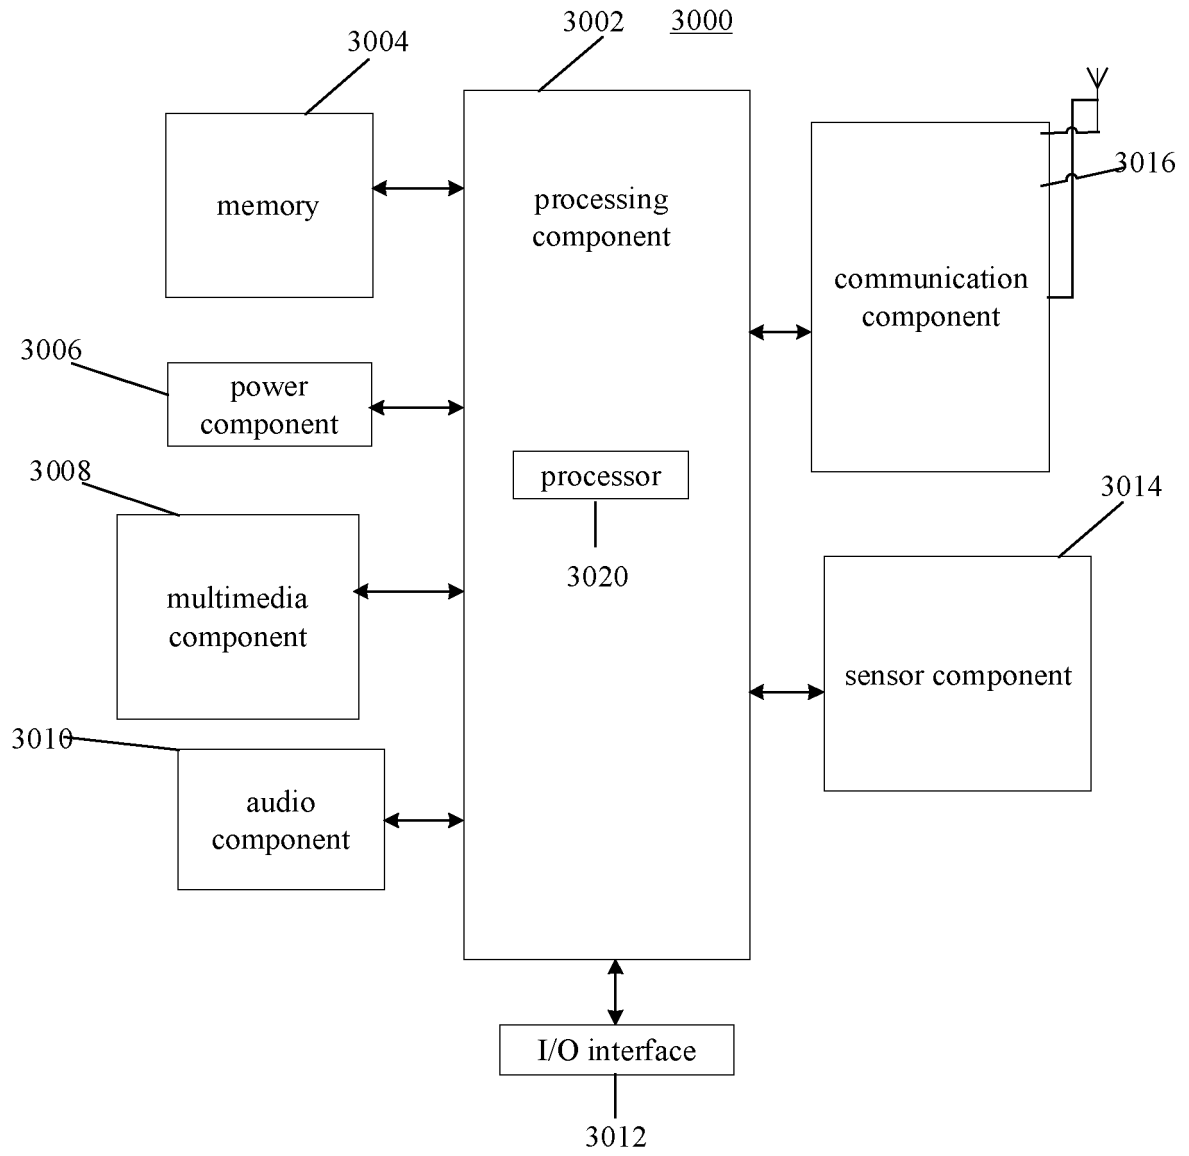 3002
3000
3004
3016
memory
processing
component
communication
component
3006
power
component
3008
processor
3014
3020
multimedia
component
sensor component
3010
audio
component
I/O interface
3012